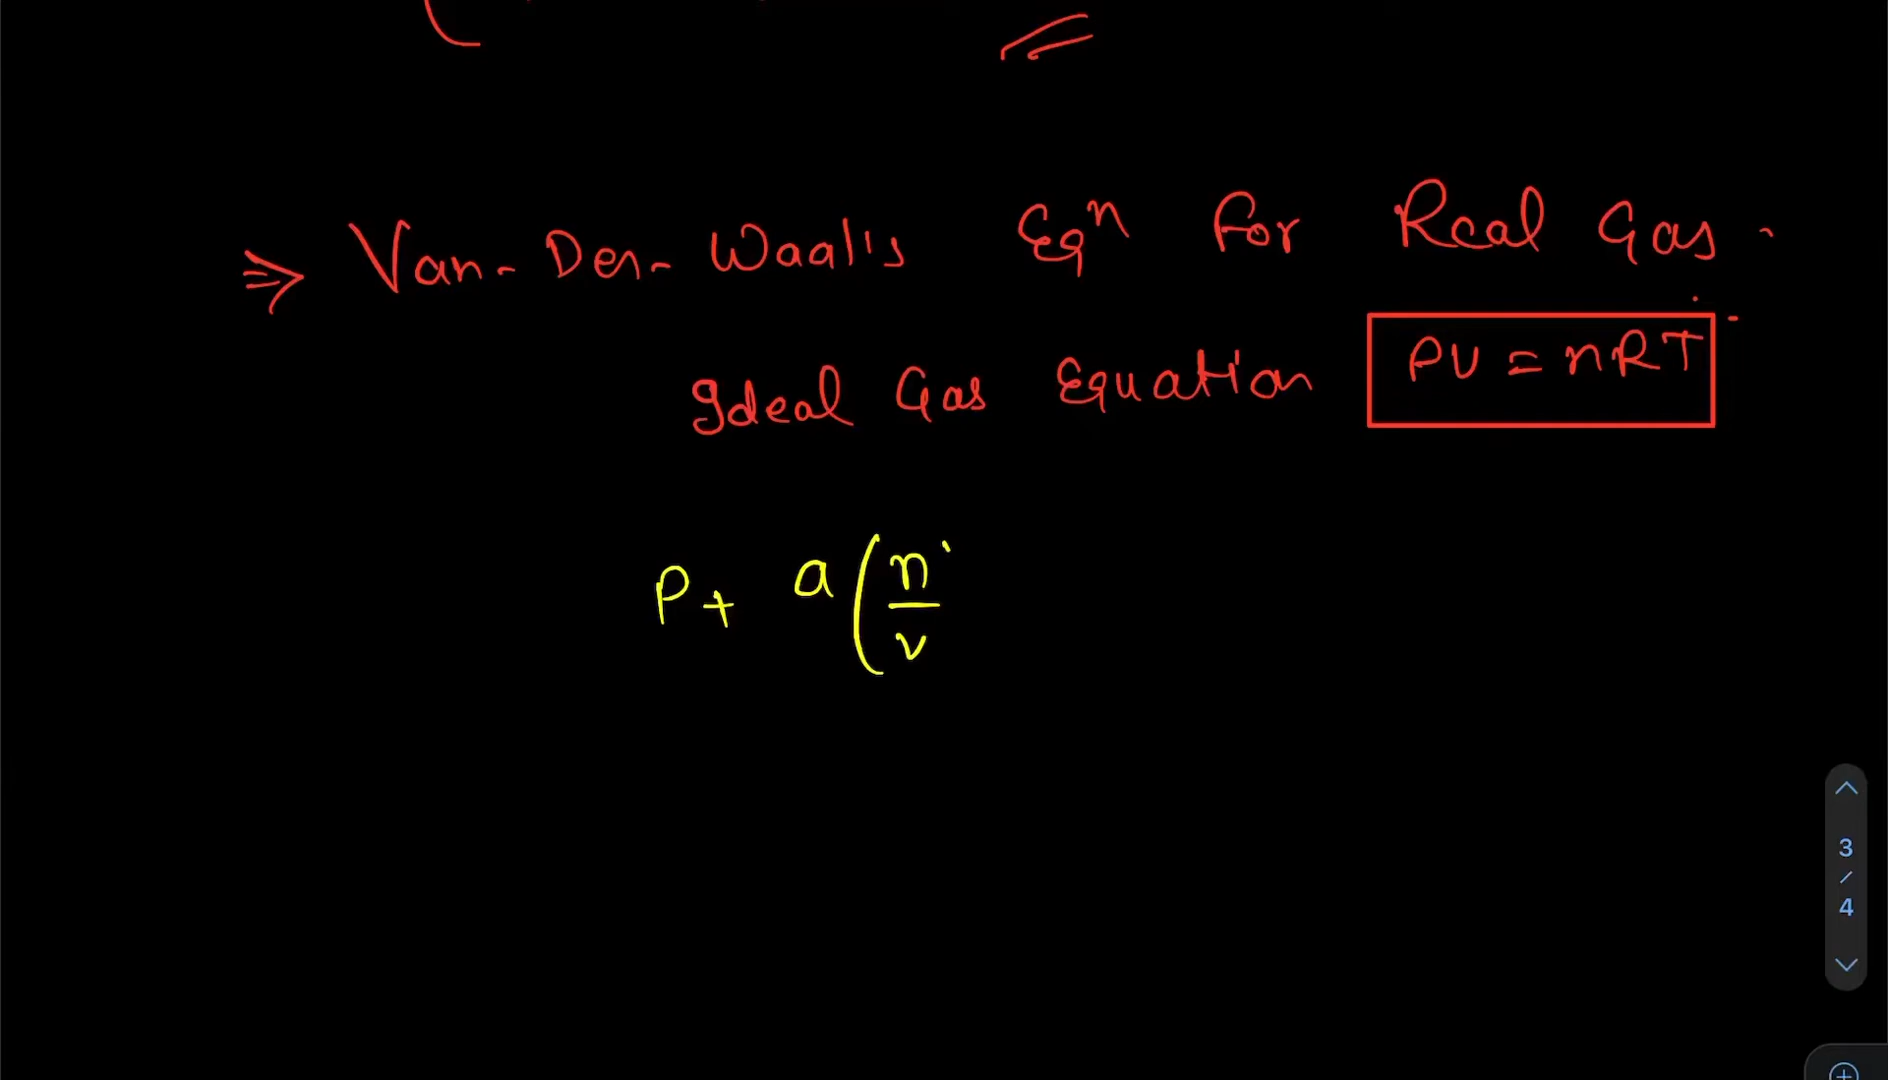 ⇒ Van-Der-Waal's Eqⁿ for Real Gas.
Ideal Gas Equation PV = nRT
P + a(n/v
3
/
4